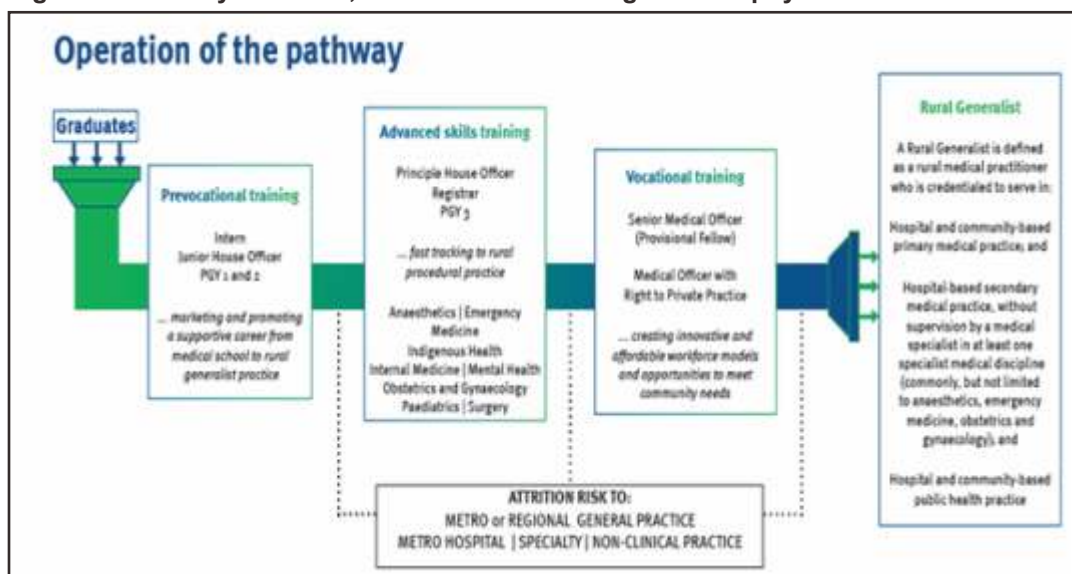 Operation of the pathway
Graduates
Prevocational training
Intern
Junior House Officer
PGY 1 and 2
... marketing and promoting
a supportive career from
medical school to rural
generalist practice
Advanced skills training
Principle House Officer
Registrar
PGY 3
... fast tracking to rural
procedural practice
Anaesthetics | Emergency
Medicine
Indigenous Health
Internal Medicine | Mental Health
Obstetrics and Gynaecology
Paediatrics | Surgery
Vocational training
Senior Medical Officer
(Provisional Fellow)
Medical Officer with
Right to Private Practice
... creating innovative and
affordable workforce models
and opportunities to meet
community needs
Rural Generalist
A Rural Generalist is defined
as a rural medical practitioner
who is credentialed to serve in:
Hospital and community-based
primary medical practice; and
Hospital-based secondary
medical practice, without
supervision by a medical
specialist in at least one
specialist medical discipline
(commonly, but not limited
to anaesthetics, emergency
medicine, obstetrics and
gynaecology); and
Hospital and community-based
public health practice
ATTRITION RISK TO:
METRO or REGIONAL GENERAL PRACTICE
METRO HOSPITAL | SPECIALTY | NON-CLINICAL PRACTICE